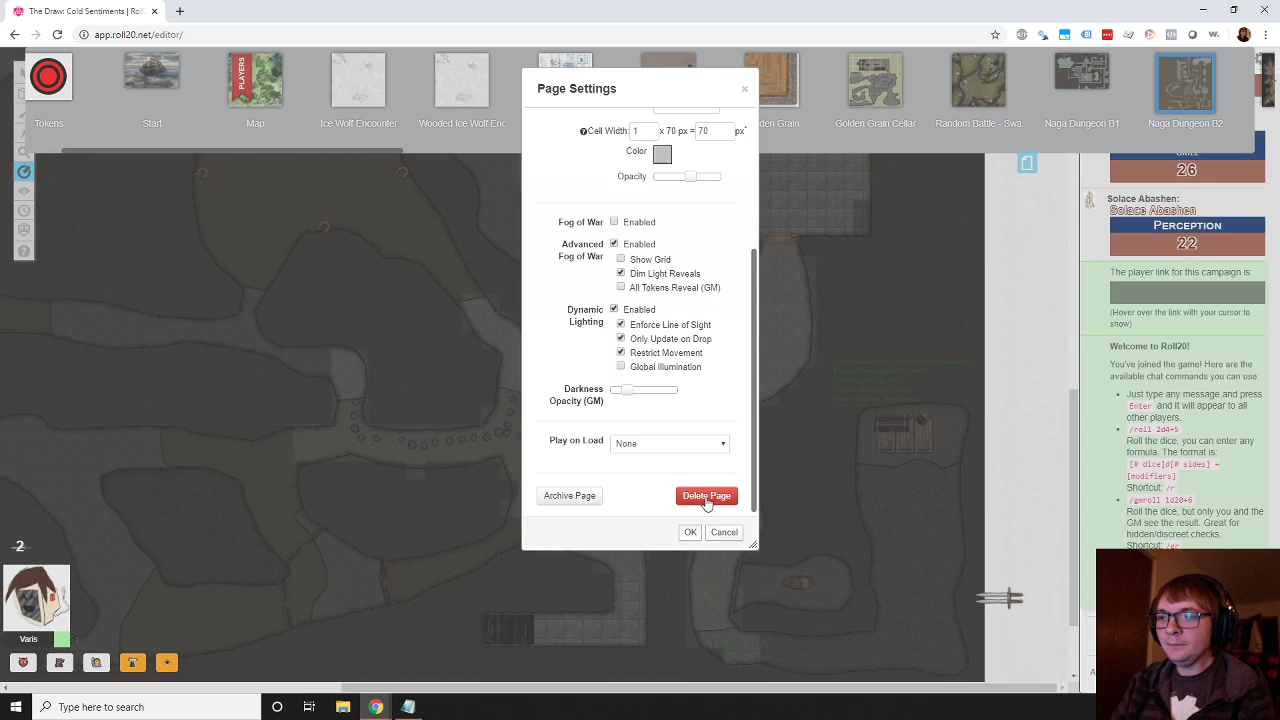 The Draw: Cold Sentiments | Roll
app.roll20.net/editor/
Tokens
Start
PLAYERS
Map
Ice Wolf Encounter
Wooded Ice Wolf Enc
den Grain
Golden Grain Cellar
Random Battle - Swa
Naga Dungeon B1
Naga Dungeon B2
Page Settings
Cell Width: 1 x 70 px = 70 px*
Color
Opacity
Fog of War Enabled
Advanced Fog of War Enabled
Show Grid
Dim Light Reveals
All Tokens Reveal (GM)
Dynamic Lighting Enabled
Enforce Line of Sight
Only Update on Drop
Restrict Movement
Global Illumination
Darkness Opacity (GM)
Play on Load None
Archive Page Delete Page
OK Cancel
26
Solace Abashen:
Solace Abashen
PERCEPTION
22
The player link for this campaign is:
(Hover over the link with your cursor to
show)
Welcome to Roll20!
You've joined the game! Here are the
available chat commands you can use:
Just type any message and press
Enter and it will appear to all
other players.
/roll 2d4+5
Roll the dice, you can enter any
formula. The format is:
[# dice]d[# sides] +
[modifiers]
Shortcut: /r
/gmroll 1d20+6
Roll the dice, but only you and the
GM see the result. Great for
hidden/discreet checks.
Shortcut: /gr
-2
Varis
Type here to search